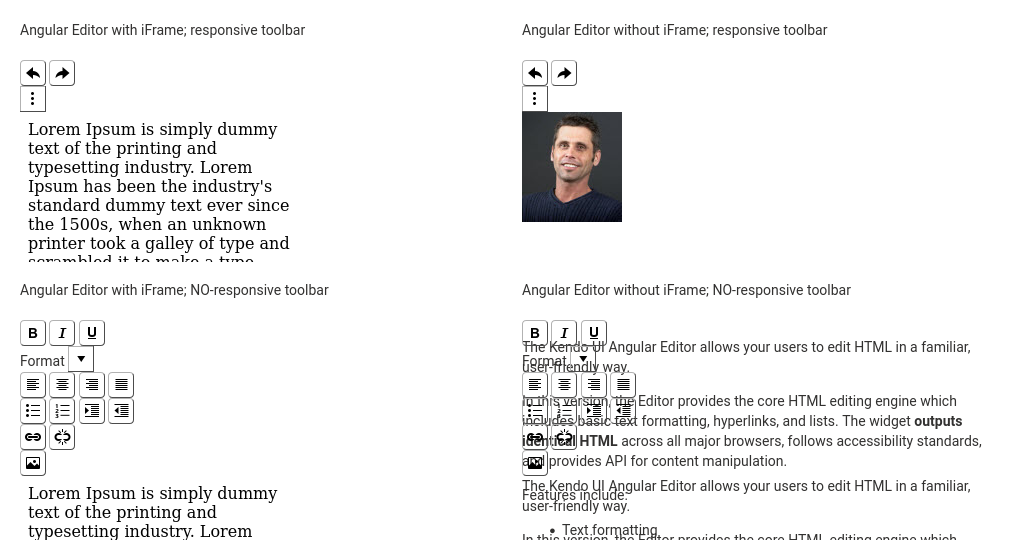 Angular Editor with iFrame; responsive toolbar
Lorem Ipsum is simply dummy
text of the printing and
typesetting industry. Lorem
Ipsum has been the industry's
standard dummy text ever since
the 1500s, when an unknown
printer took a galley of type and
scrambled it to make a type
Angular Editor without iFrame; responsive toolbar
Angular Editor with iFrame; NO-responsive toolbar
B I U
Format
Lorem Ipsum is simply dummy
text of the printing and
typesetting industry. Lorem
Angular Editor without iFrame; NO-responsive toolbar
B I U
The Kendo UI Angular Editor allows your users to edit HTML in a familiar,
Format
user-friendly way.
In this version, the Editor provides the core HTML editing engine which
includes basic text formatting, hyperlinks, and lists. The widget outputs
identical HTML across all major browsers, follows accessibility standards,
and provides API for content manipulation.
The Kendo UI Angular Editor allows your users to edit HTML in a familiar,
Features include:
user-friendly way.
• Text formatting
In this version, the Editor provides the core HTML editing engine which